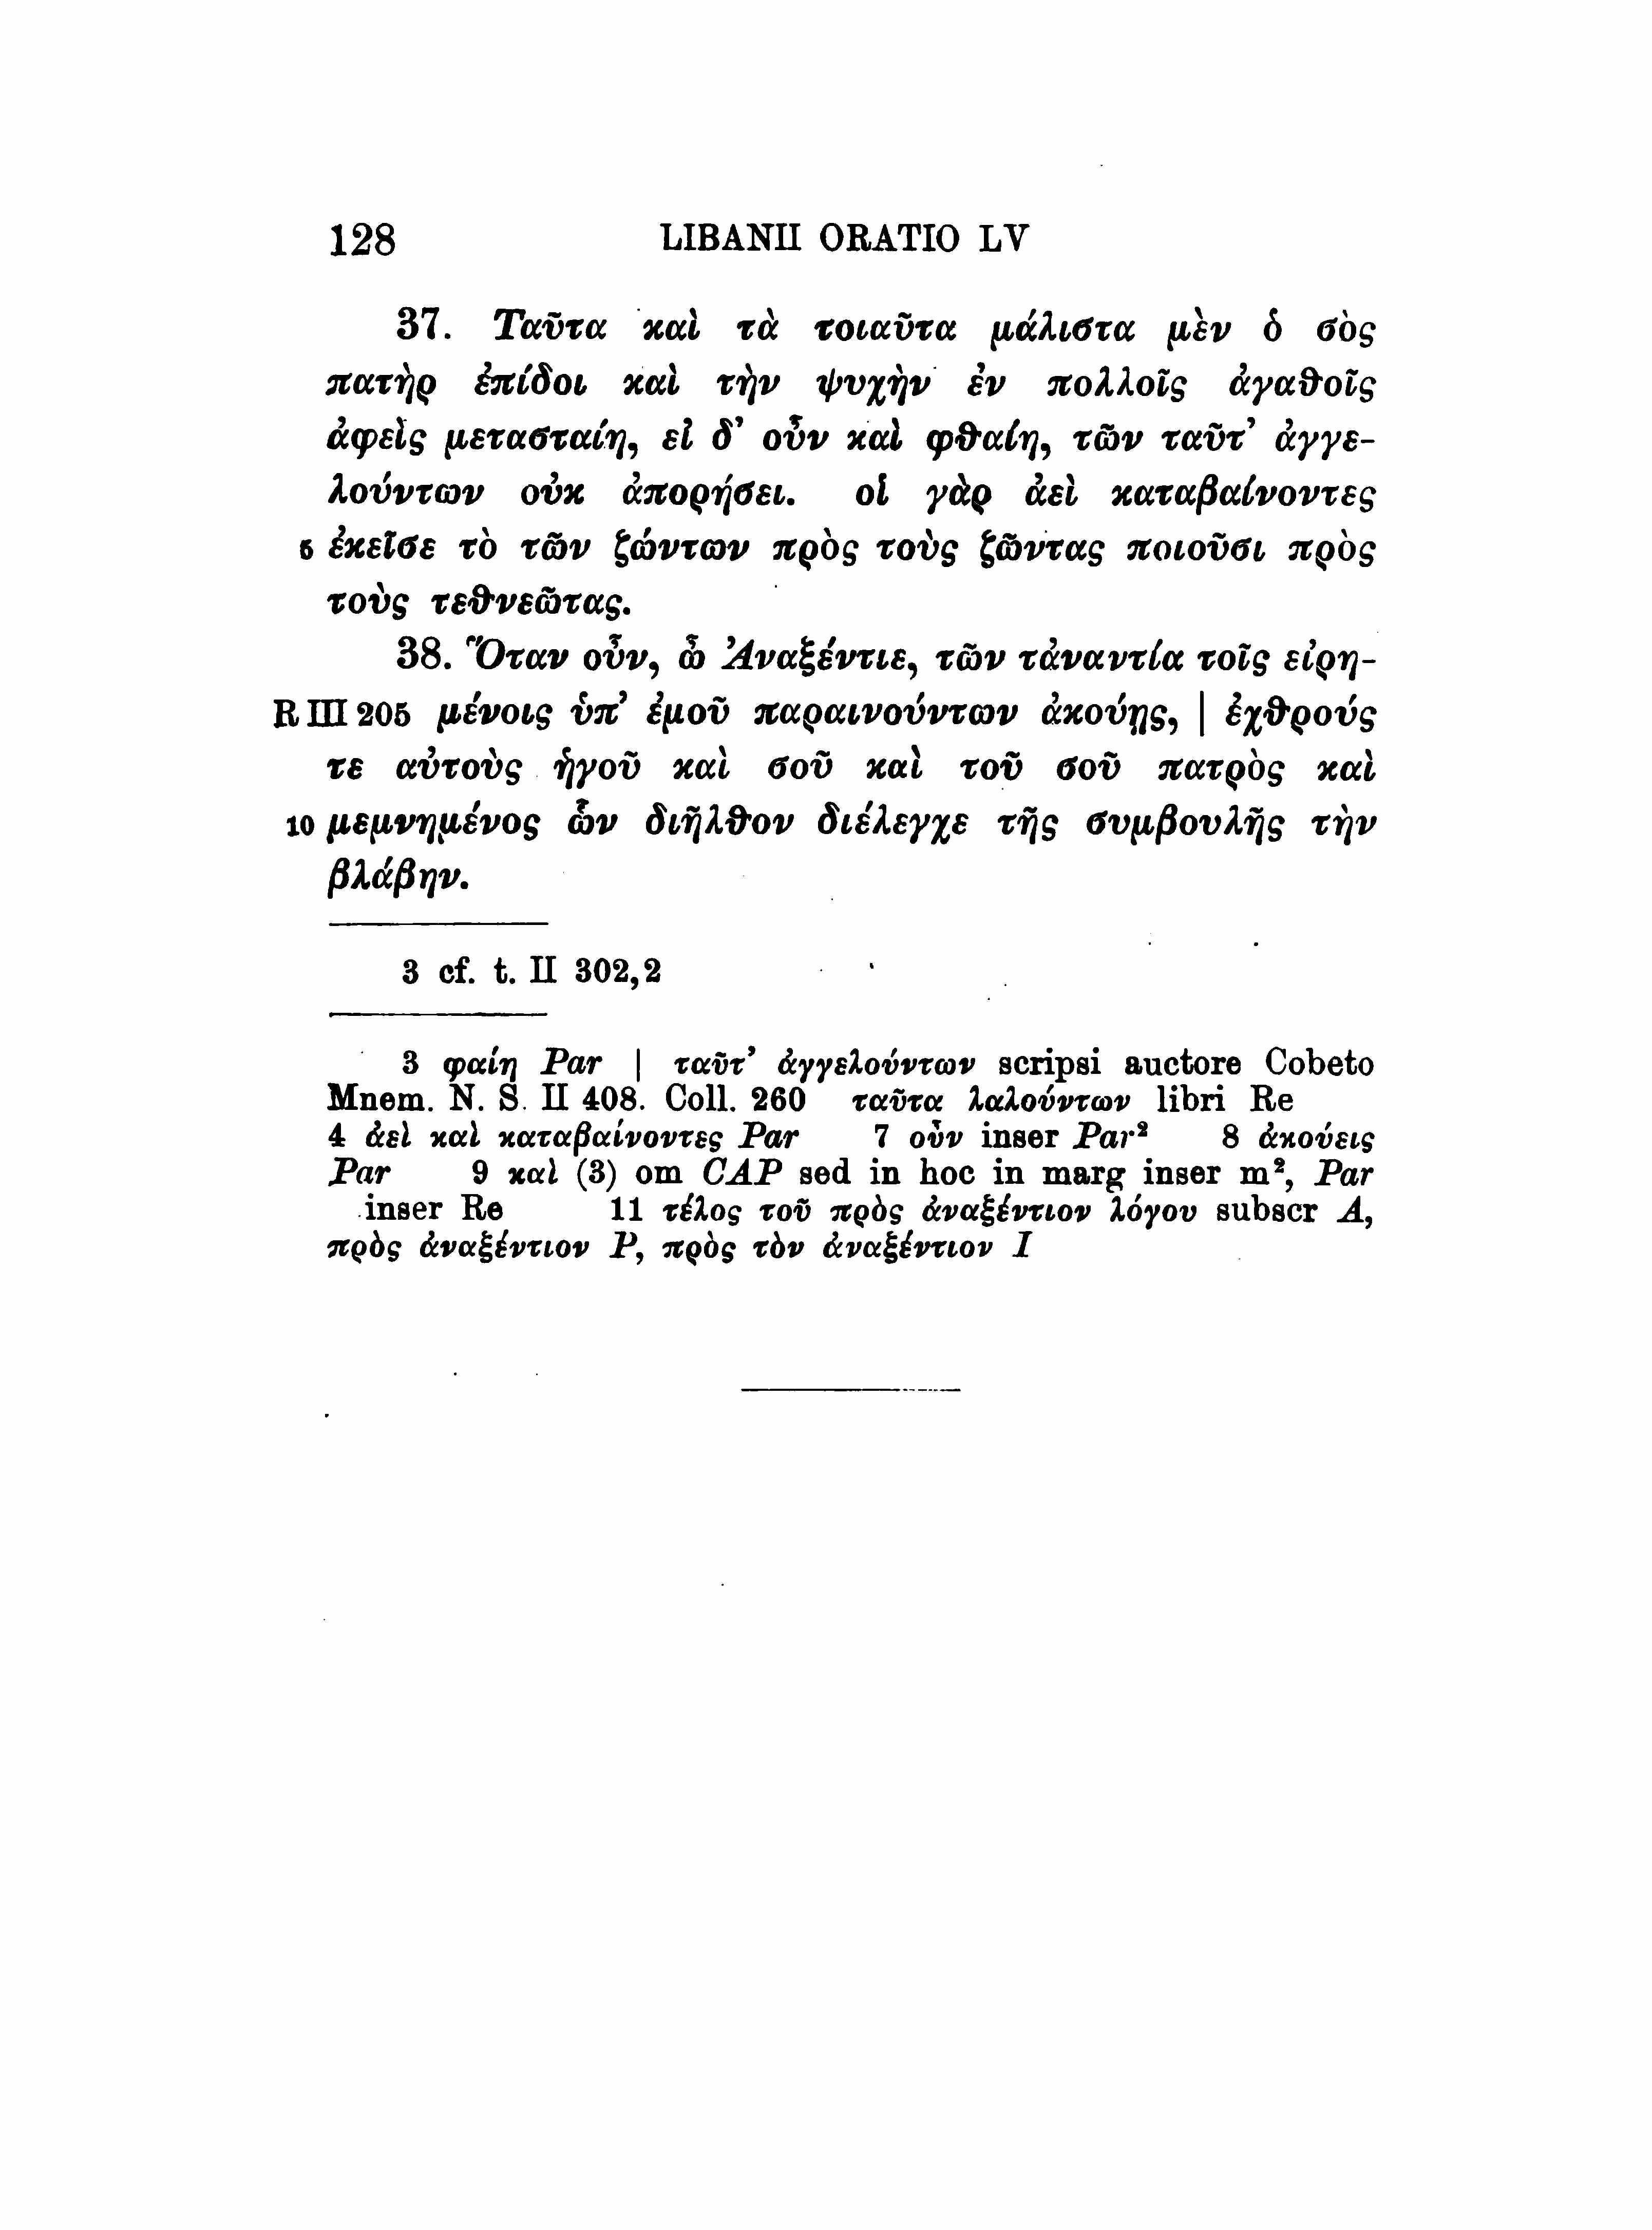 128 LIBANII ORATIO LV
37. Ταῦτα καὶ τὰ τοιαῦτα μάλιστα μὲν ὁ σὸς
πατὴρ ἐπίδοι καὶ τὴν ψυχὴν ἐν πολλοῖς ἀγαθοῖς
ἀφεὶς μετασταίη, εἰ δ’ οὖν καὶ φθαίη, τῶν ταῦτ’ ἀγγε-
λούντων οὐκ ἀπορήσει. οἱ γὰρ ἀεὶ καταβαίνοντες
5 ἐκεῖσε τὸ τῶν ζώντων πρὸς τοὺς ζῶντας ποιοῦσι πρὸς
τοὺς τεθνεῶτας.
38. Ὅταν οὖν, ὦ Ἀναξέντιε, τῶν τἀναντία τοῖς εἰρη-
R III 205 μένοις ὑπ’ ἐμοῦ παραινούντων ἀκούῃς, | ἐχθρούς
τε αὐτοὺς ἡγοῦ καὶ σοῦ καὶ τοῦ σοῦ πατρὸς καὶ
10 μεμνημένος ὧν διῆλθον διέλεγχε τῆς συμβουλῆς τὴν
βλάβην.
3 cf. t. II 302,2
3 φαίη Par | ταῦτ’ ἀγγελούντων scripsi auctore Cobeto
Mnem. N. S. II 408. Coll. 260 ταῦτα λαλούντων libri Re
4 ἀεὶ καὶ καταβαίνοντες Par 7 οὖν inser Par² 8 ἀκούεις
Par 9 καὶ (3) om CAP sed in hoc in marg inser m², Par
inser Re 11 τέλος τοῦ πρὸς ἀναξέντιον λόγου subscr A,
πρὸς ἀναξέντιον P, πρὸς τὸν ἀναξέντιον I